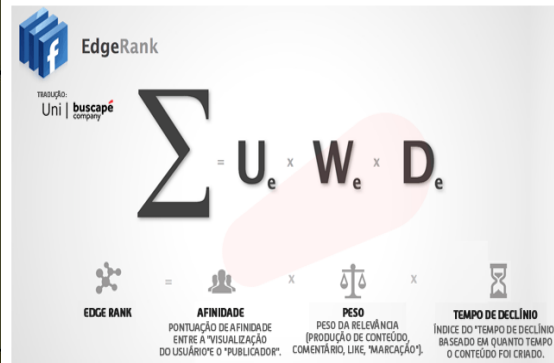 EdgeRank
TRADUÇÃO:
Uni | buscapé
company
∑ = Ue x We x De
EDGE RANK = AFINIDADE x PESO x TEMPO DE DECLÍNIO
PONTUAÇÃO DE AFINIDADE
ENTRE A "VISUALIZAÇÃO
DO USUÁRIO"E O "PUBLICADOR".
PESO DA RELEVÂNCIA
(PRODUÇÃO DE CONTEÚDO,
COMENTÁRIO, LIKE, "MARCAÇÃO").
ÍNDICE DO "TEMPO DE DECLÍNIO
BASEADO EM QUANTO TEMPO
O CONTEÚDO FOI CRIADO.